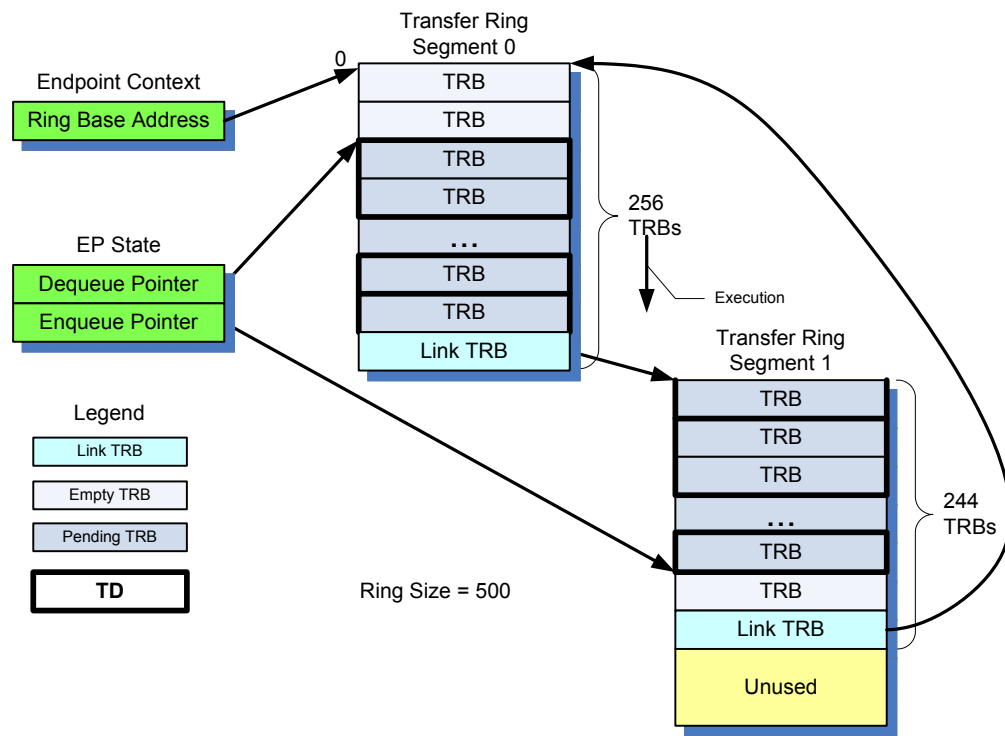 Transfer Ring
Segment 0
0
Endpoint Context
Ring Base Address
TRB
TRB
TRB
TRB
...
TRB
TRB
Link TRB
256
TRBs
Execution
EP State
Dequeue Pointer
Enqueue Pointer
Transfer Ring
Segment 1
TRB
TRB
TRB
...
TRB
TRB
Link TRB
Unused
244
TRBs
Legend
Link TRB
Empty TRB
Pending TRB
TD
Ring Size = 500